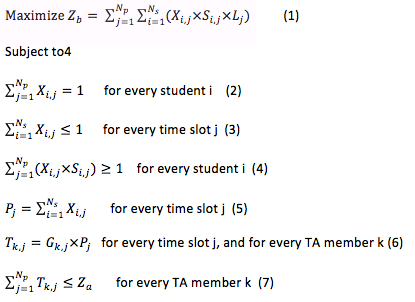 Maximize Z_b = ∑_{j=1}^{N_p} ∑_{i=1}^{N_s} (X_{i,j}×S_{i,j}×L_j) (1)
Subject to4
∑_{j=1}^{N_p} X_{i,j} = 1 for every student i (2)
∑_{i=1}^{N_s} X_{i,j} ≤ 1 for every time slot j (3)
∑_{j=1}^{N_p} (X_{i,j}×S_{i,j}) ≥ 1 for every student i (4)
P_j = ∑_{i=1}^{N_s} X_{i,j} for every time slot j (5)
T_{k,j} = G_{k,j}×P_j for every time slot j, and for every TA member k (6)
∑_{j=1}^{N_p} T_{k,j} ≤ Z_a for every TA member k (7)